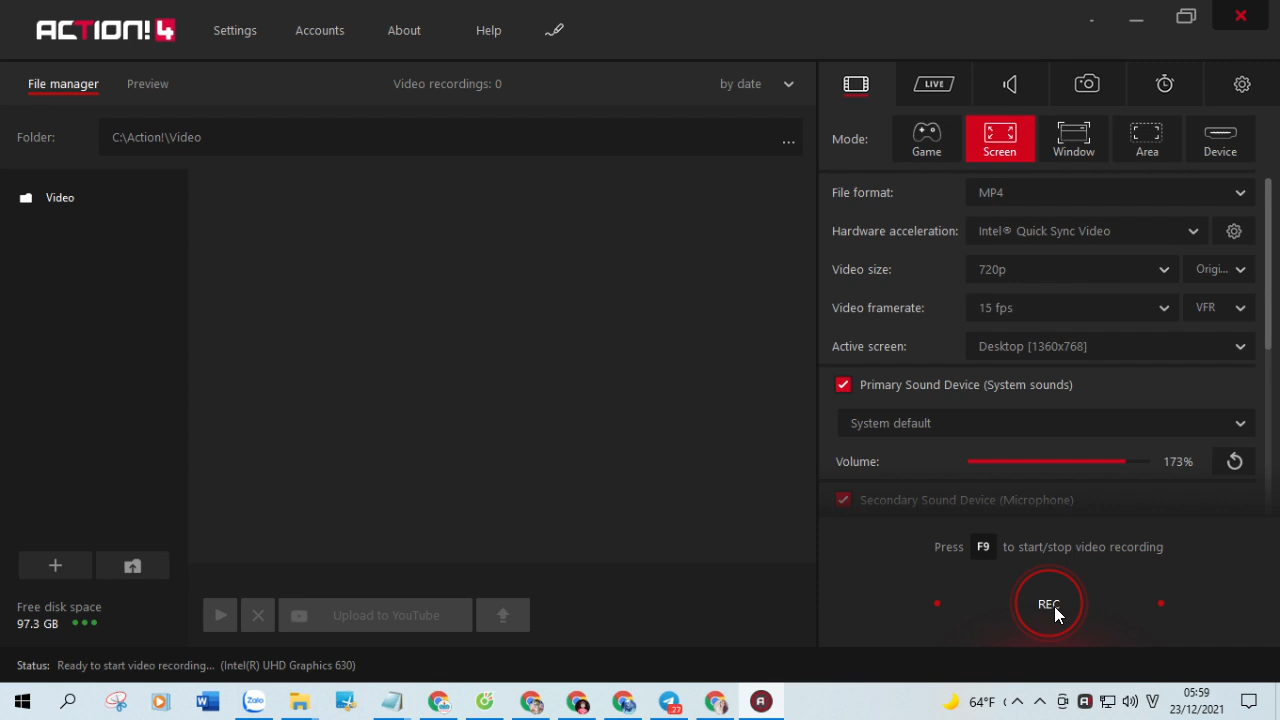 ACTION! 4
Settings
Accounts
About
Help
File manager
Preview
Video recordings: 0
by date
LIVE
Folder:
C:\Action!\Video
...
Mode:
Game
Screen
Window
Area
Device
Video
File format:
MP4
Hardware acceleration:
Intel® Quick Sync Video
Video size:
720p
Origi...
Video framerate:
15 fps
VFR
Active screen:
Desktop [1360x768]
Primary Sound Device (System sounds)
System default
Volume:
173%
Secondary Sound Device (Microphone)
Press F9 to start/stop video recording
REC
Free disk space
97.3 GB
Upload to YouTube
Status: Ready to start video recording... (Intel(R) UHD Graphics 630)
Zalo
27
64°F
05:59
23/12/2021